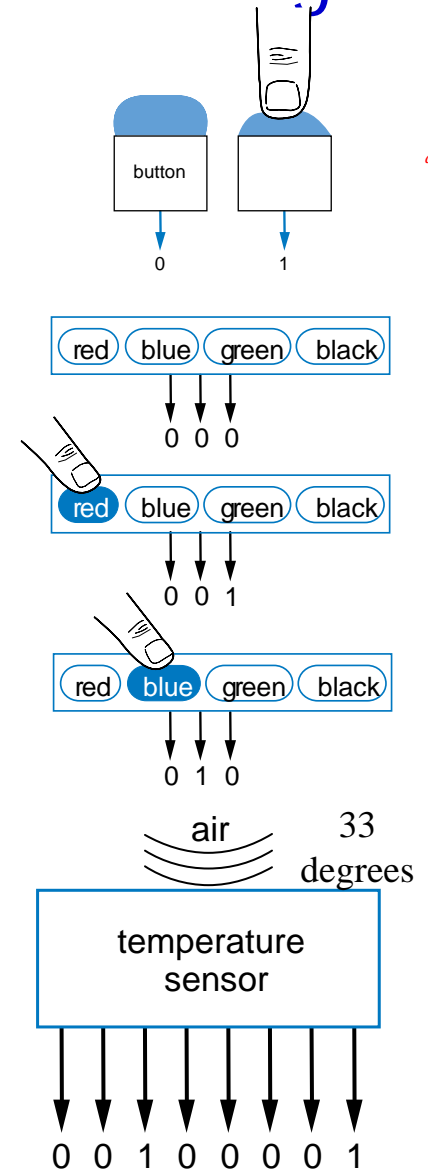 button
0 1
red blue green black
0 0 0
red blue green black
0 0 1
red blue green black
0 1 0
air 33
degrees
temperature
sensor
0 0 1 0 0 0 0 1